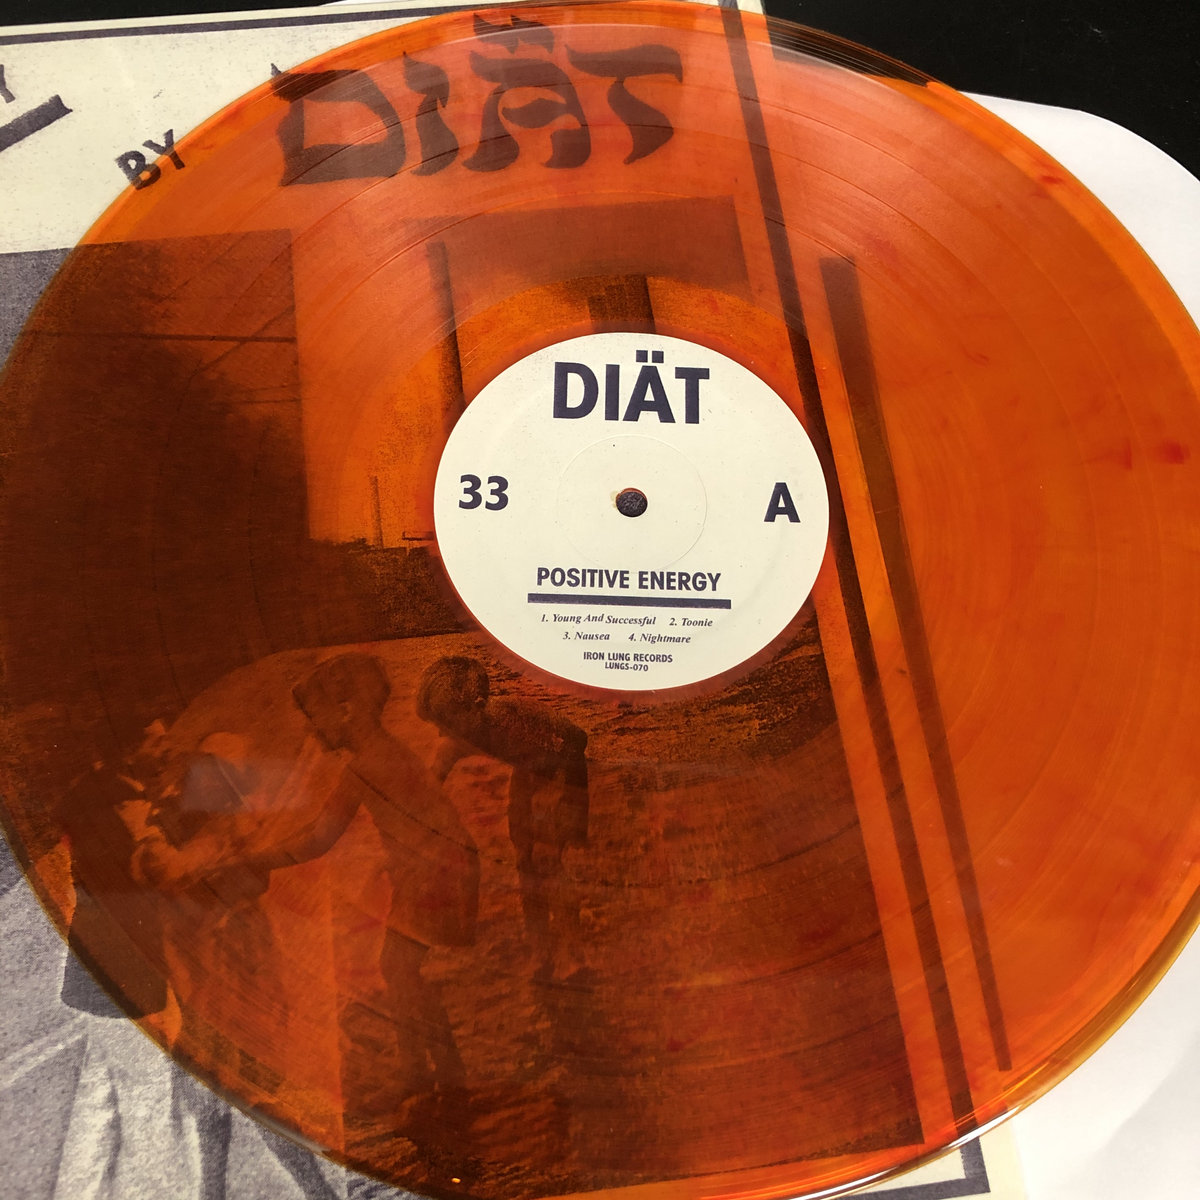 BY DIÄT
DIÄT
33 A
POSITIVE ENERGY
1. Young And Successful 2. Toonie
3. Nausea 4. Nightmare
IRON LUNG RECORDS
LUNGS-070